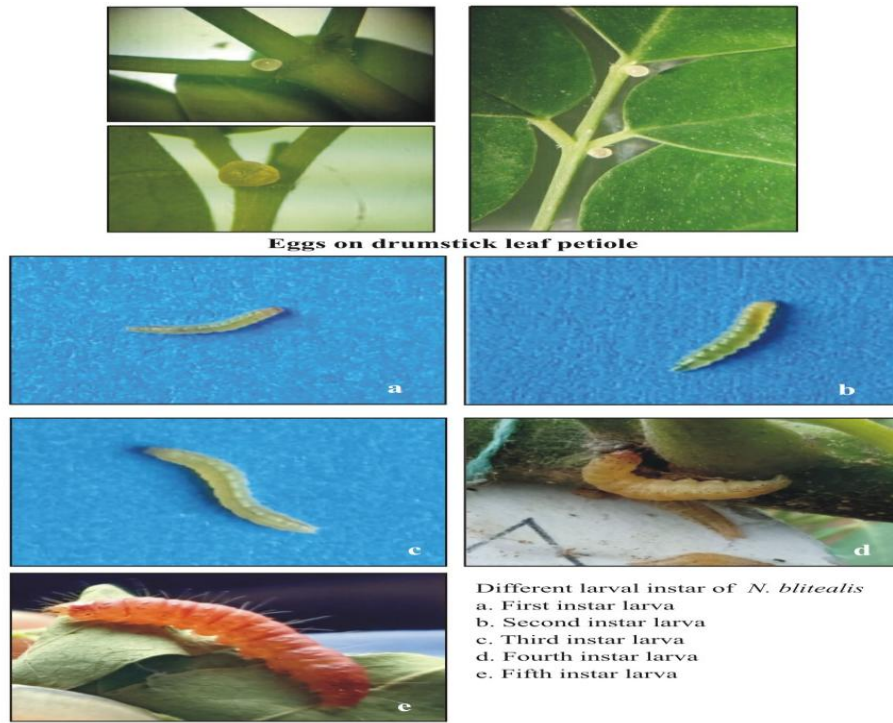 Eggs on drumstick leaf petiole
a
b
c
d
e
Different larval instar of N. blitealis
a. First instar larva
b. Second instar larva
c. Third instar larva
d. Fourth instar larva
e. Fifth instar larva